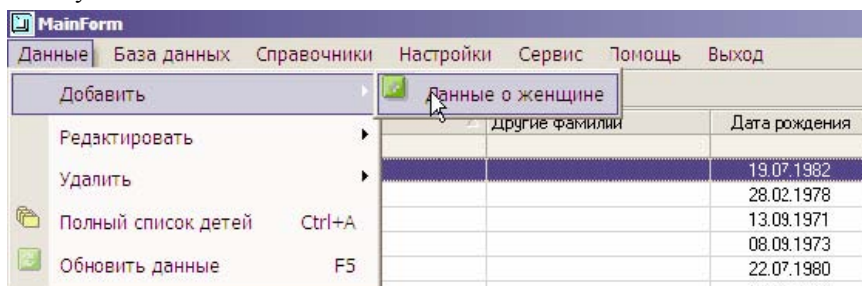 MainForm
Данные База данных Справочники Настройки Сервис Помощь Выход
Добавить
Данные о женщине
Другие фамилии Дата рождения
Редактировать
19.07.1982
Удалить
28.02.1978
Полный список детей Ctrl+A
13.09.1971
08.09.1973
Обновить данные F5
22.07.1980